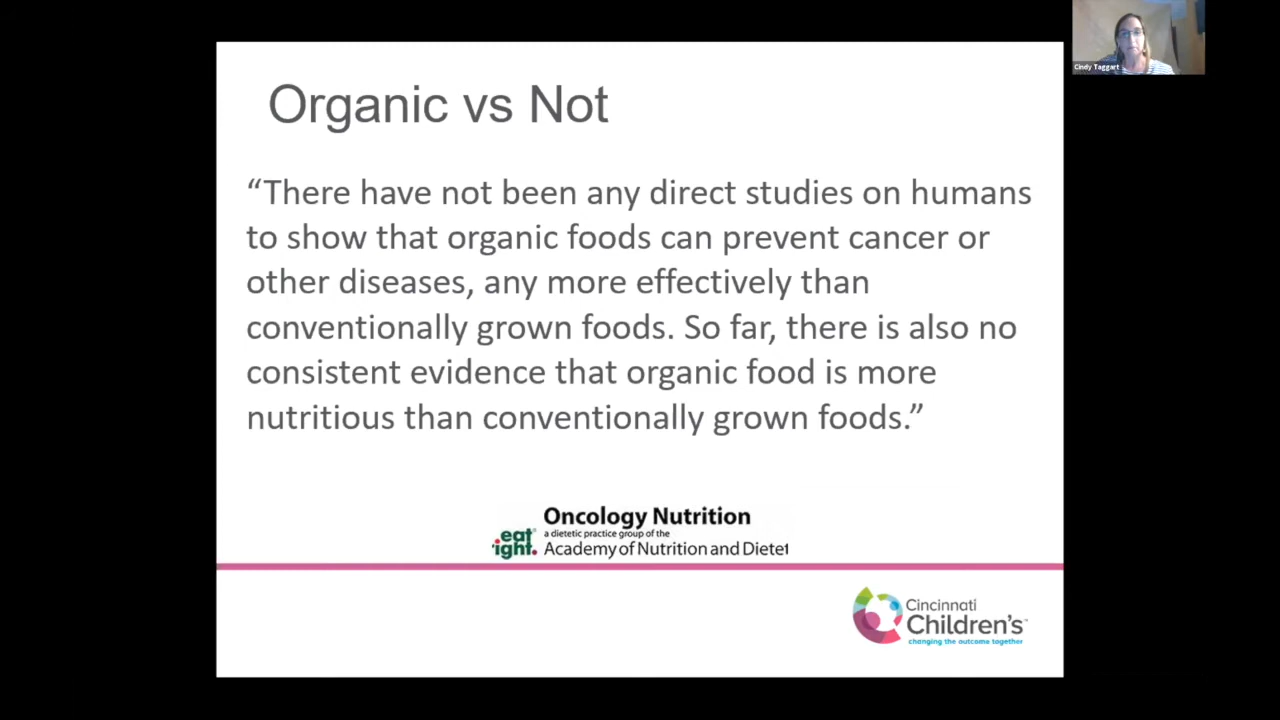 Cindy Taggart
Organic vs Not
“There have not been any direct studies on humans
to show that organic foods can prevent cancer or
other diseases, any more effectively than
conventionally grown foods. So far, there is also no
consistent evidence that organic food is more
nutritious than conventionally grown foods.”
Oncology Nutrition
a dietetic practice group of the
eat
ight. Academy of Nutrition and Dietet
Cincinnati
Children's
changing the outcome together